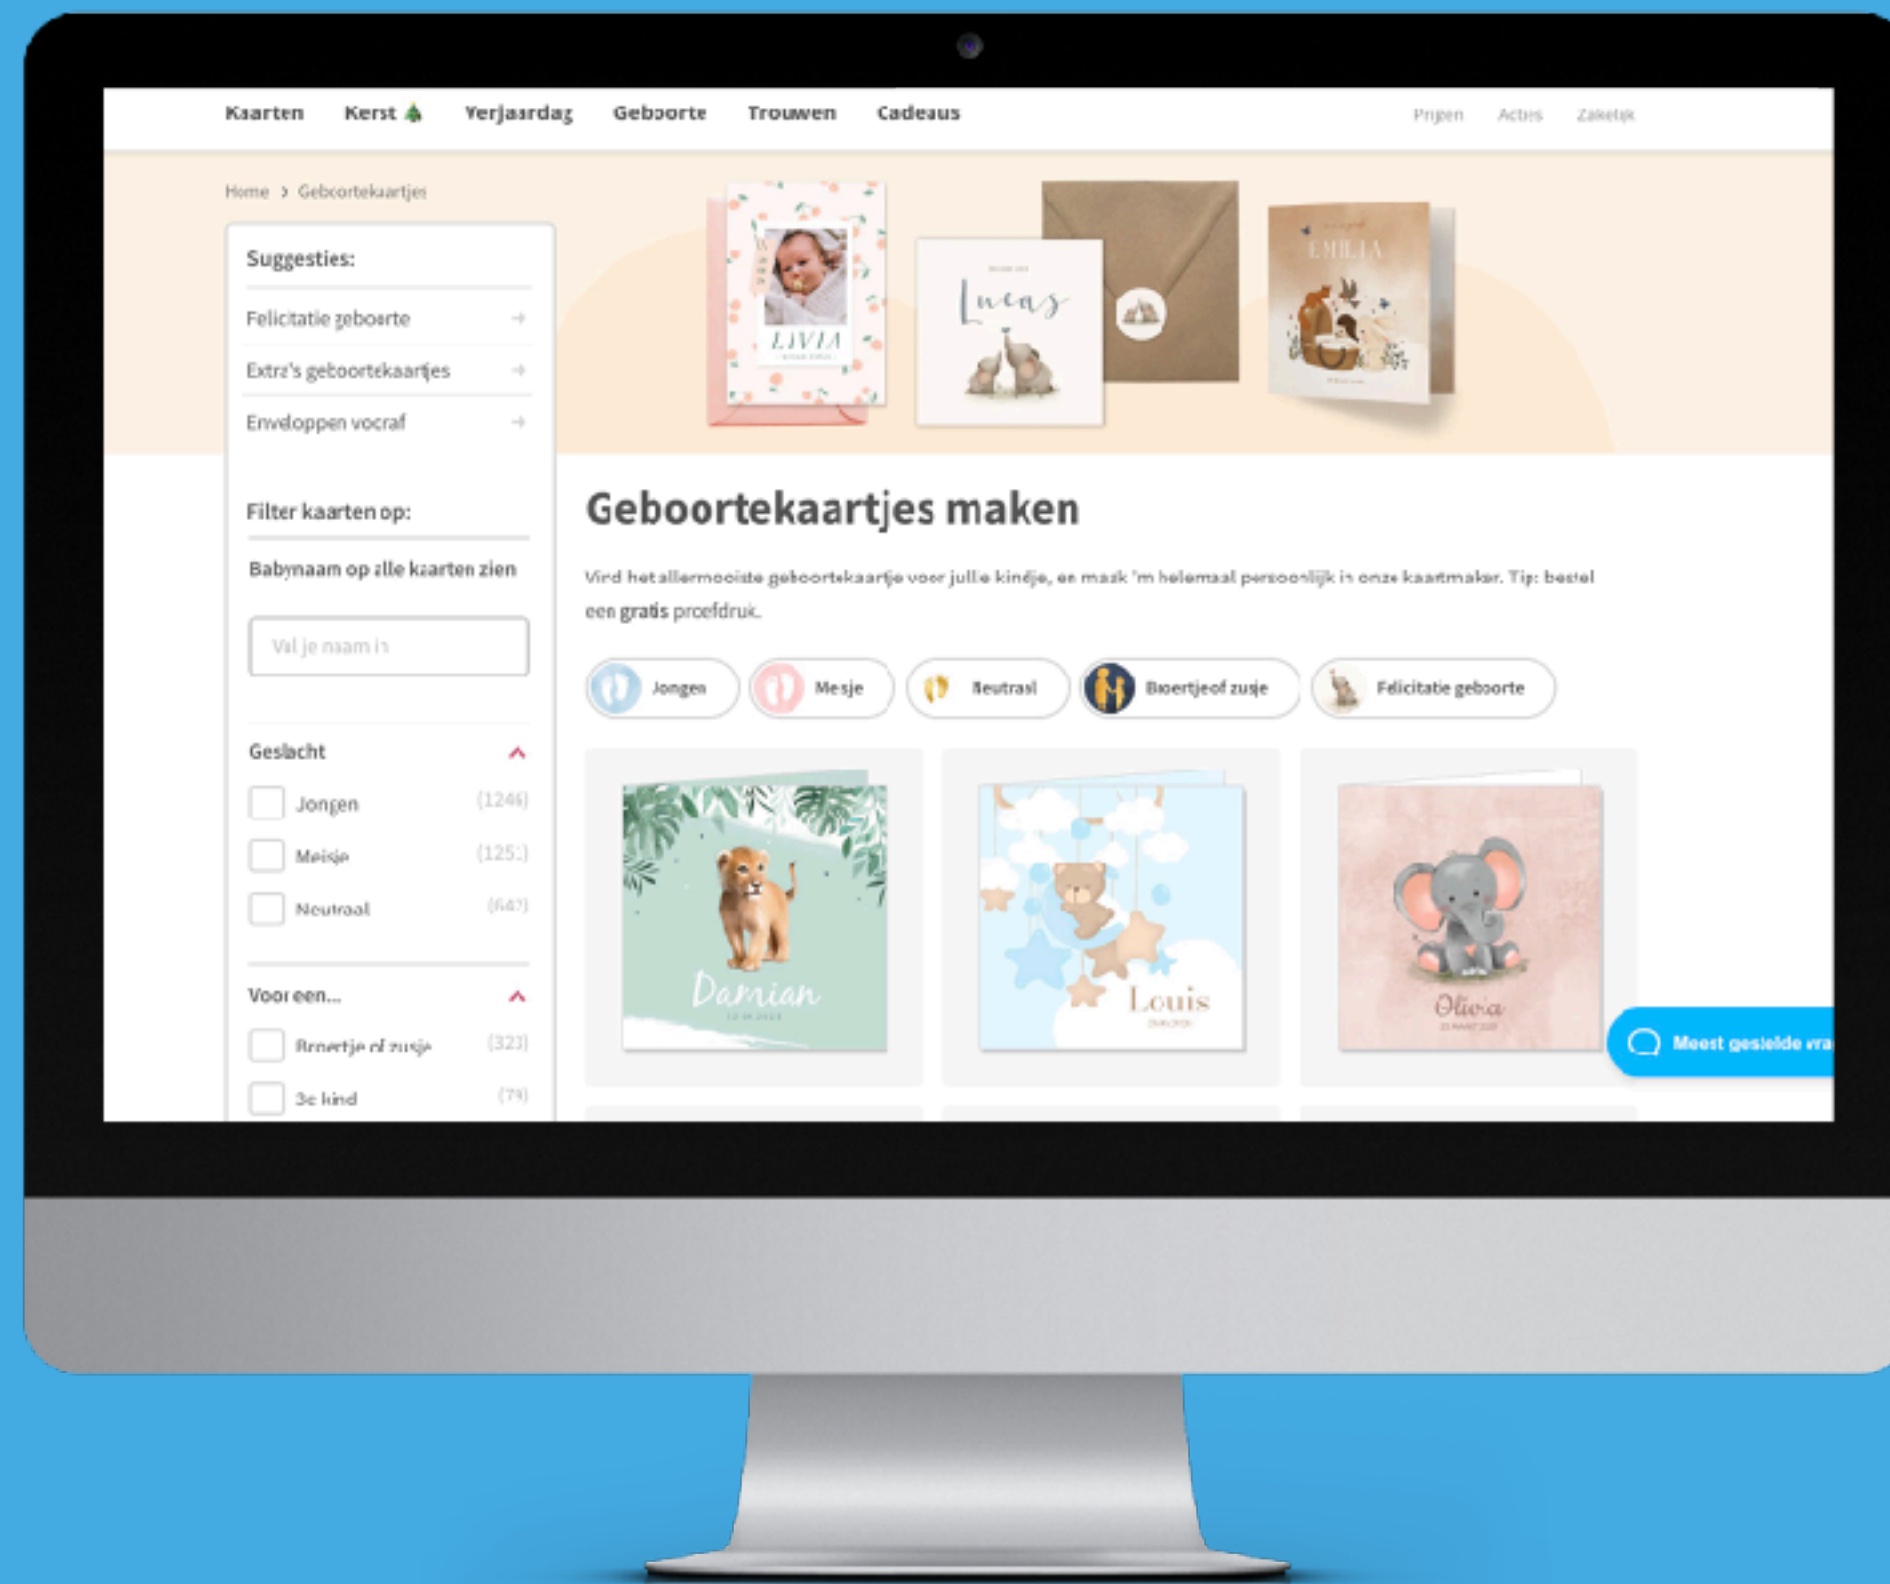 Kaarten Kerst Verjaardag Geboorte Trouwen Cadeaus Prijzen Acties Zakelijk
Home > Geboortekaartjes
Suggesties:
Felicitatie geboorte →
Extra's geboortekaartjes →
Enveloppen vooraf →
Filter kaarten op:
Babynaam op alle kaarten zien
Vul je naam in
Geslacht
Jongen (1246)
Meisje (1251)
Neutraal
Voor een...
Broertje of zusje (323)
3e kind (79)
LIVIA
Lucas
EMILIA
Geboortekaartjes maken
Vind het allermooiste geboortekaartje voor jullie kindje, en maak 'm helemaal persoonlijk in onze kaartmaker. Tip: bestel
een gratis proefdruk.
Jongen Meisje Neutraal Broertje of zusje Felicitatie geboorte
Damian
Louis
Olivia
Meest gestelde vra